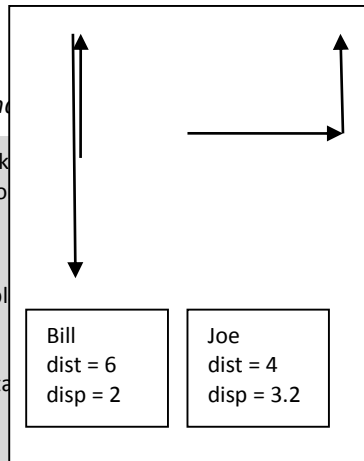 Bill
dist = 6
disp = 2
Joe
dist = 4
disp = 3.2